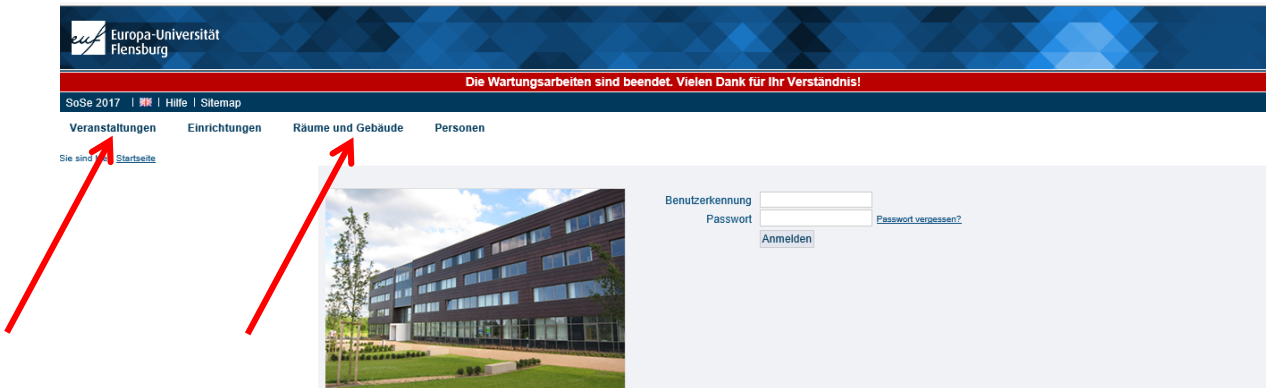 euf Europa-Universität
Flensburg
Die Wartungsarbeiten sind beendet. Vielen Dank für Ihr Verständnis!
SoSe 2017 | | Hilfe | Sitemap
Veranstaltungen Einrichtungen Räume und Gebäude Personen
Sie sind Startseite
Benutzerkennung
Passwort Passwort vergessen?
Anmelden